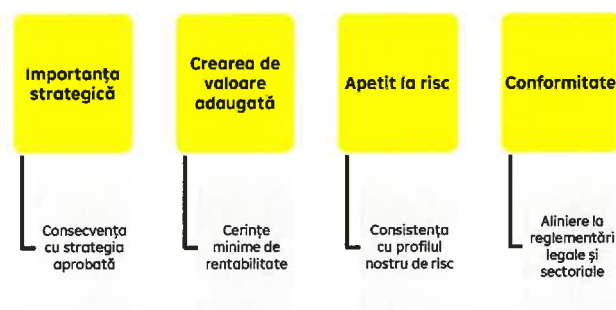 Importanța
strategică
Crearea de
valoare
adaugată
Apetit la risc
Conformitate
Consecvența
cu strategia
aprobată
Cerințe
minime de
rentabilitate
Consistența
cu profilul
nostru de risc
Aliniere la
reglementări
legale și
sectoriale